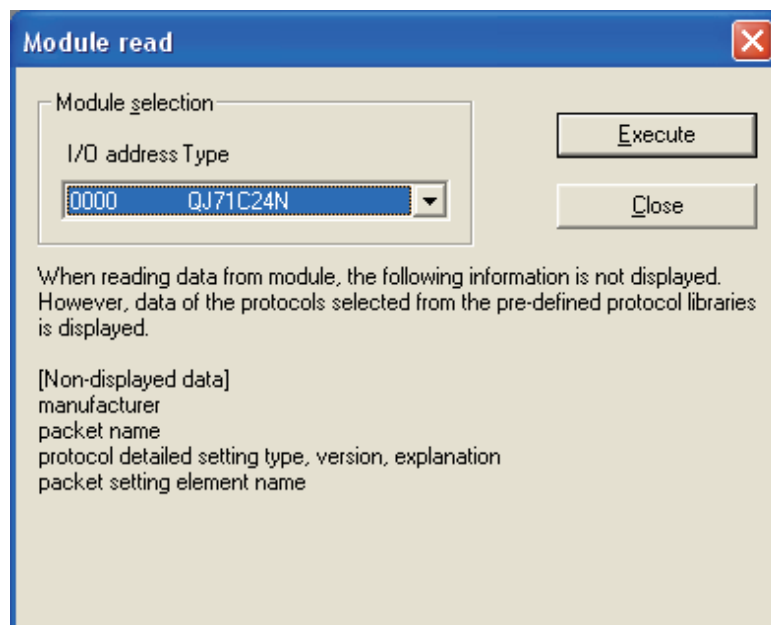 Module read
Module selection
I/O address Type
0000 QJ71C24N
Execute
Close
When reading data from module, the following information is not displayed.
However, data of the protocols selected from the pre-defined protocol libraries
is displayed.
[Non-displayed data]
manufacturer
packet name
protocol detailed setting type, version, explanation
packet setting element name